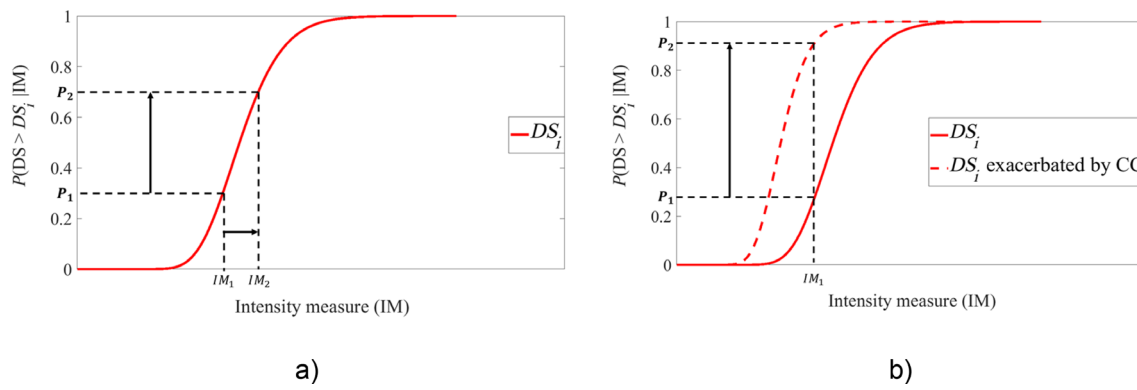 1
0.8
0.6
0.4
0.2
0
P₂
P₁
P(DS > DSᵢ |IM)
IM₁ IM₂
Intensity measure (IM)
DSᵢ
a)
1
0.8
0.6
0.4
0.2
0
P₂
P₁
P(DS > DSᵢ |IM)
IM₁
Intensity measure (IM)
DSᵢ
DSᵢ exacerbated by CC
b)